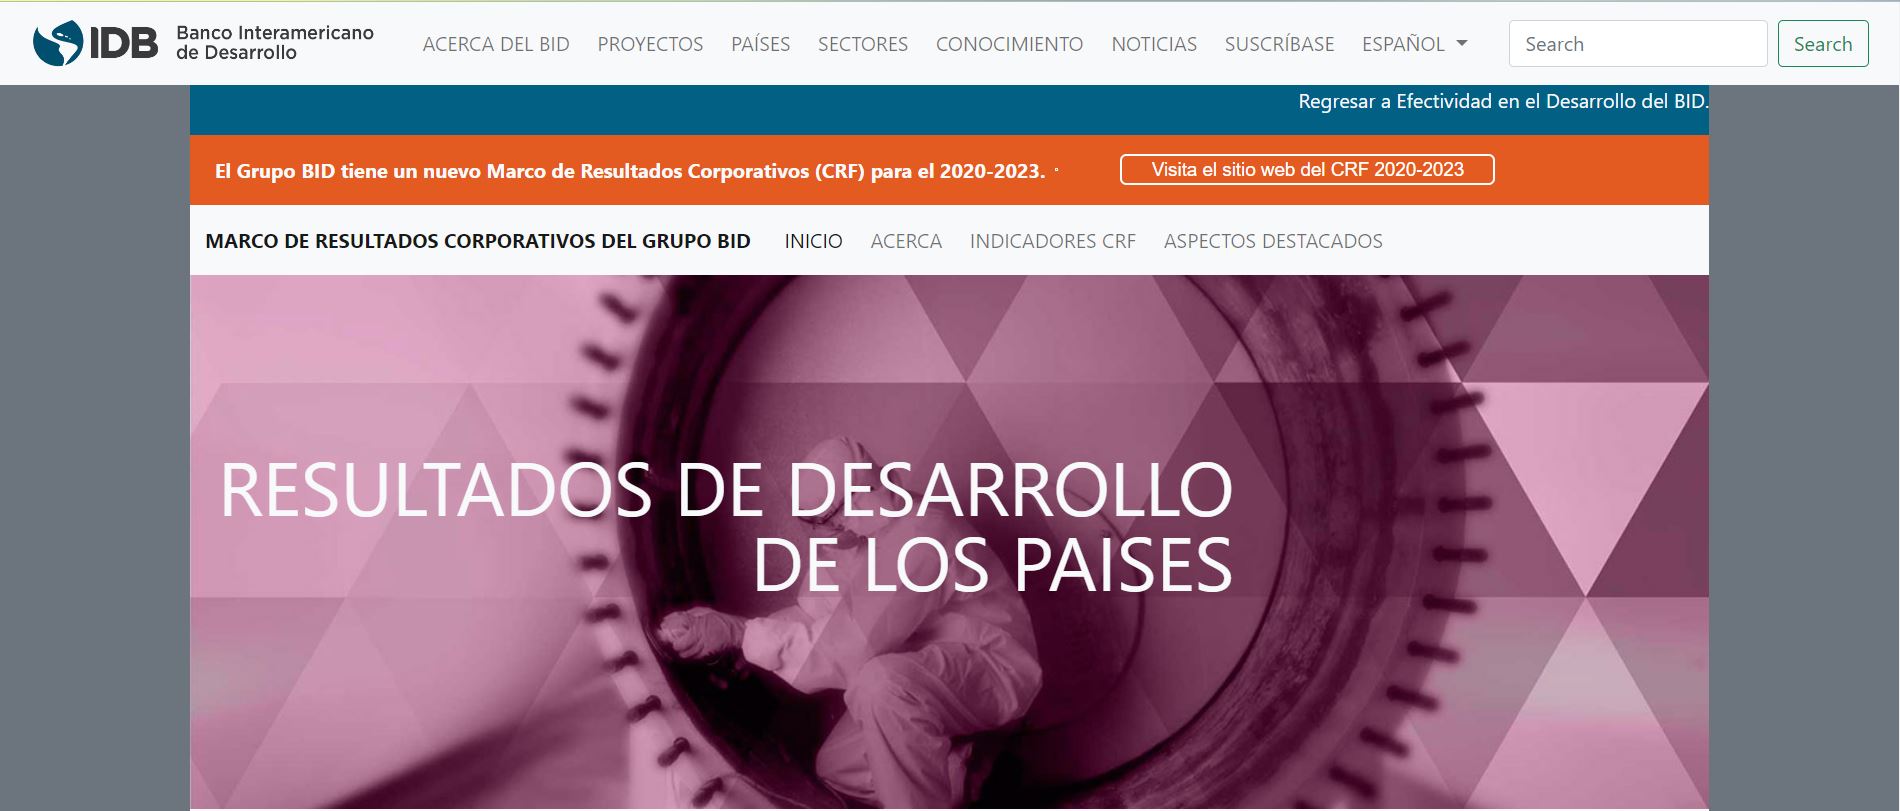 IDB
Banco Interamericano
de Desarrollo
ACERCA DEL BID PROYECTOS PAÍSES SECTORES CONOCIMIENTO NOTICIAS SUSCRÍBASE ESPAÑOL
Search
Search
Regresar a Efectividad en el Desarrollo del BID.
El Grupo BID tiene un nuevo Marco de Resultados Corporativos (CRF) para el 2020-2023.
Visita el sitio web del CRF 2020-2023
MARCO DE RESULTADOS CORPORATIVOS DEL GRUPO BID INICIO ACERCA INDICADORES CRF ASPECTOS DESTACADOS
RESULTADOS DE DESARROLLO
DE LOS PAISES